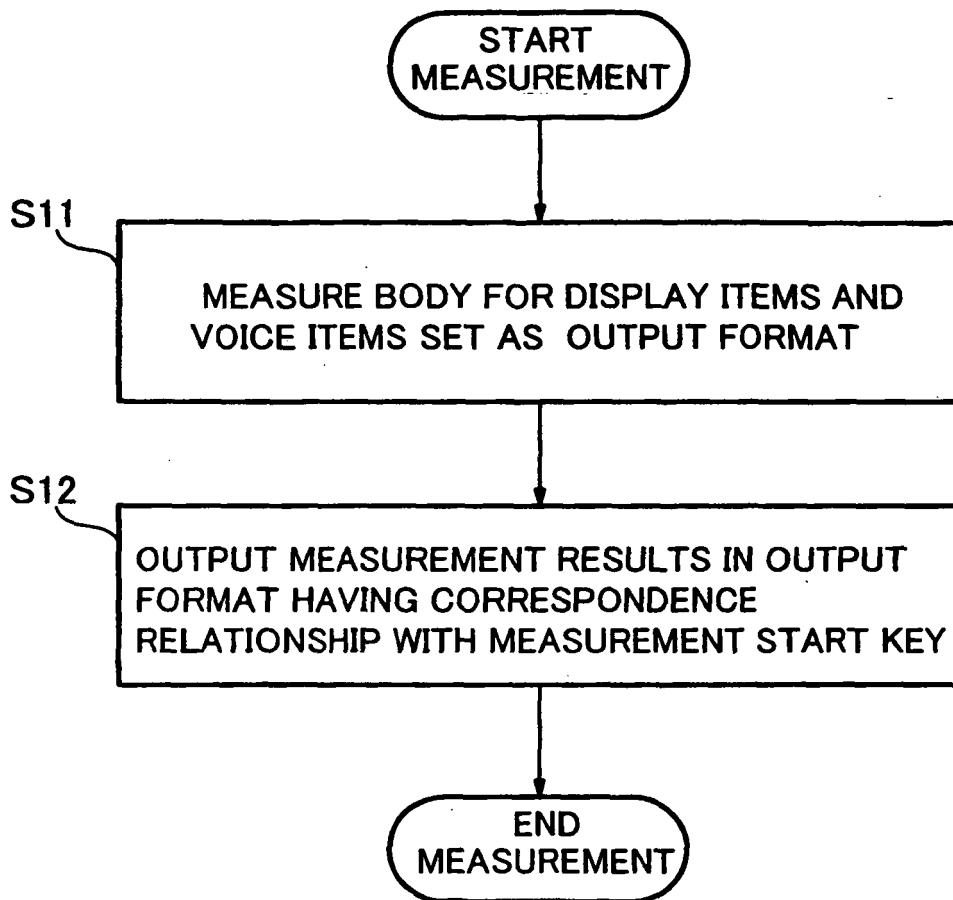 START
MEASUREMENT
S11
MEASURE BODY FOR DISPLAY ITEMS AND
VOICE ITEMS SET AS OUTPUT FORMAT
S12
OUTPUT MEASUREMENT RESULTS IN OUTPUT
FORMAT HAVING CORRESPONDENCE
RELATIONSHIP WITH MEASUREMENT START KEY
END
MEASUREMENT